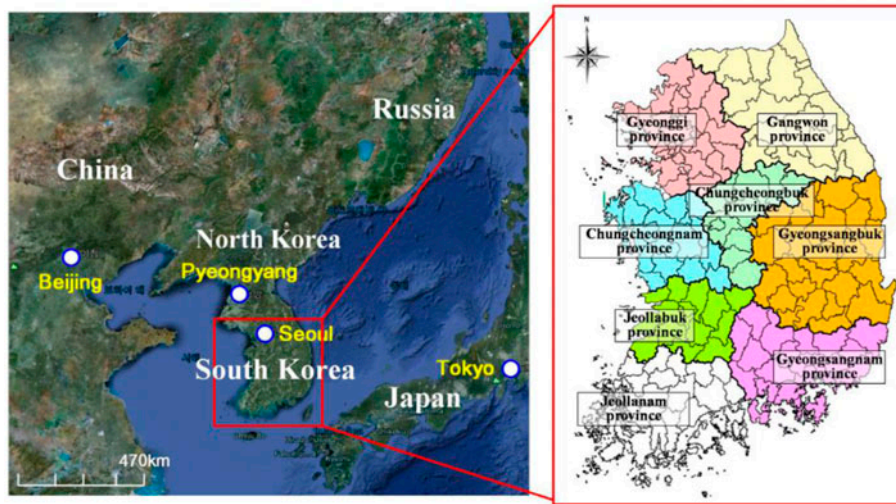 Russia
China
North Korea
Pyeongyang
Beijing
Seoul
South Korea
Tokyo
Japan
470km
N
Gyeonggi
province
Gangwon
province
Chungcheongbuk
province
Chungcheongnam
province
Gyeongsangbuk
province
Jeollabuk
province
Gyeongsangnam
province
Jeollanam
province